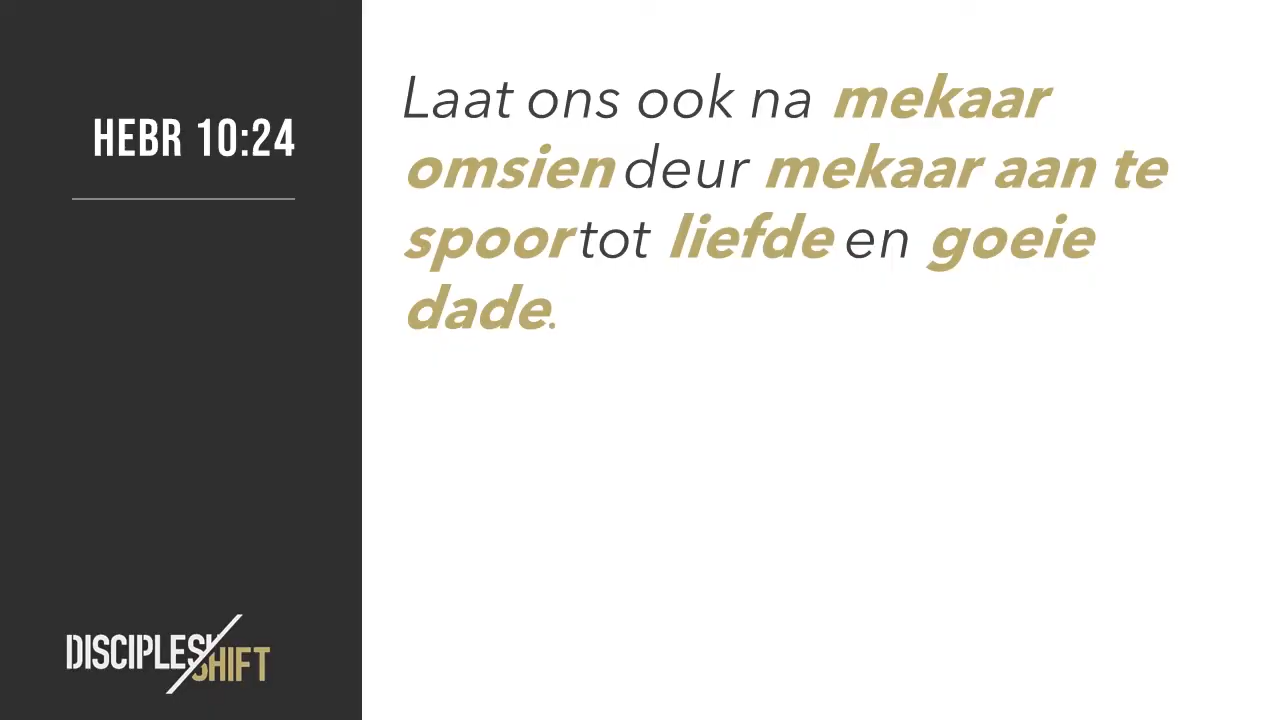 HEBR 10:24
Laat ons ook na mekaar
omsien deur mekaar aan te
spoor tot liefde en goeie
dade.
DISCIPLESHIFT